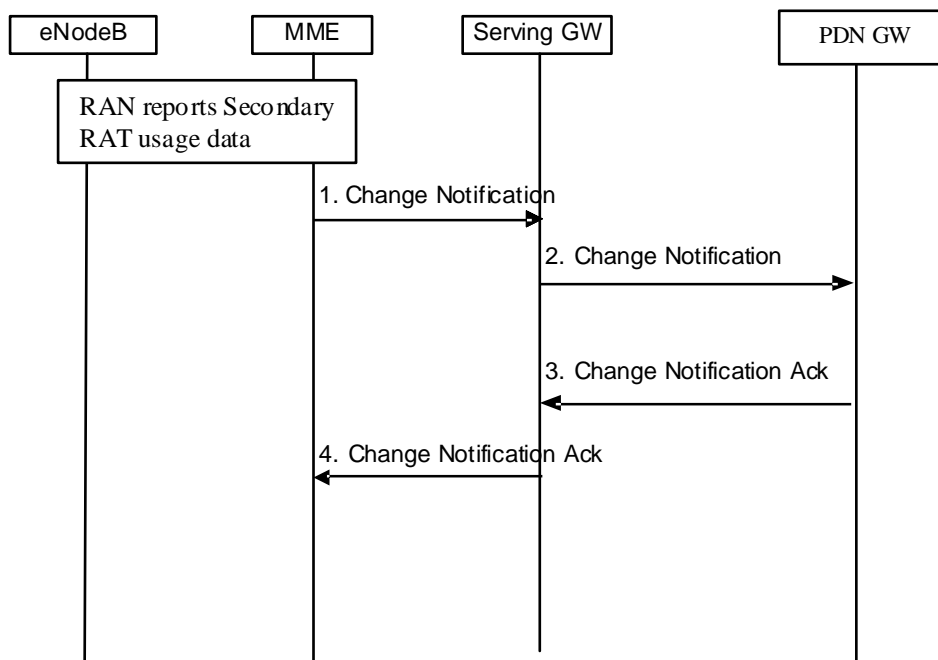 eNodeB
MME
Serving GW
PDN GW
RAN reports Secondary
RAT usage data
1. Change Notification
2. Change Notification
3. Change Notification Ack
4. Change Notification Ack